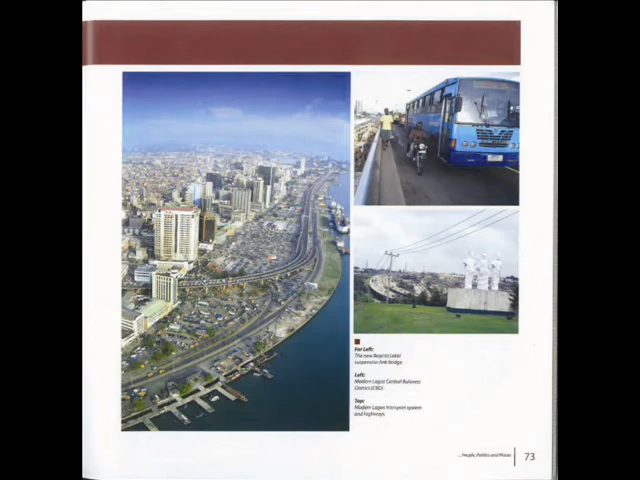 Far Left:
The new Ikoyi to Lekki
suspension link bridge.
Left:
Modern Lagos Central Business
District (CBD)
Top:
Modern Lagos transport system
and highways.
...People, Politics and Places
73